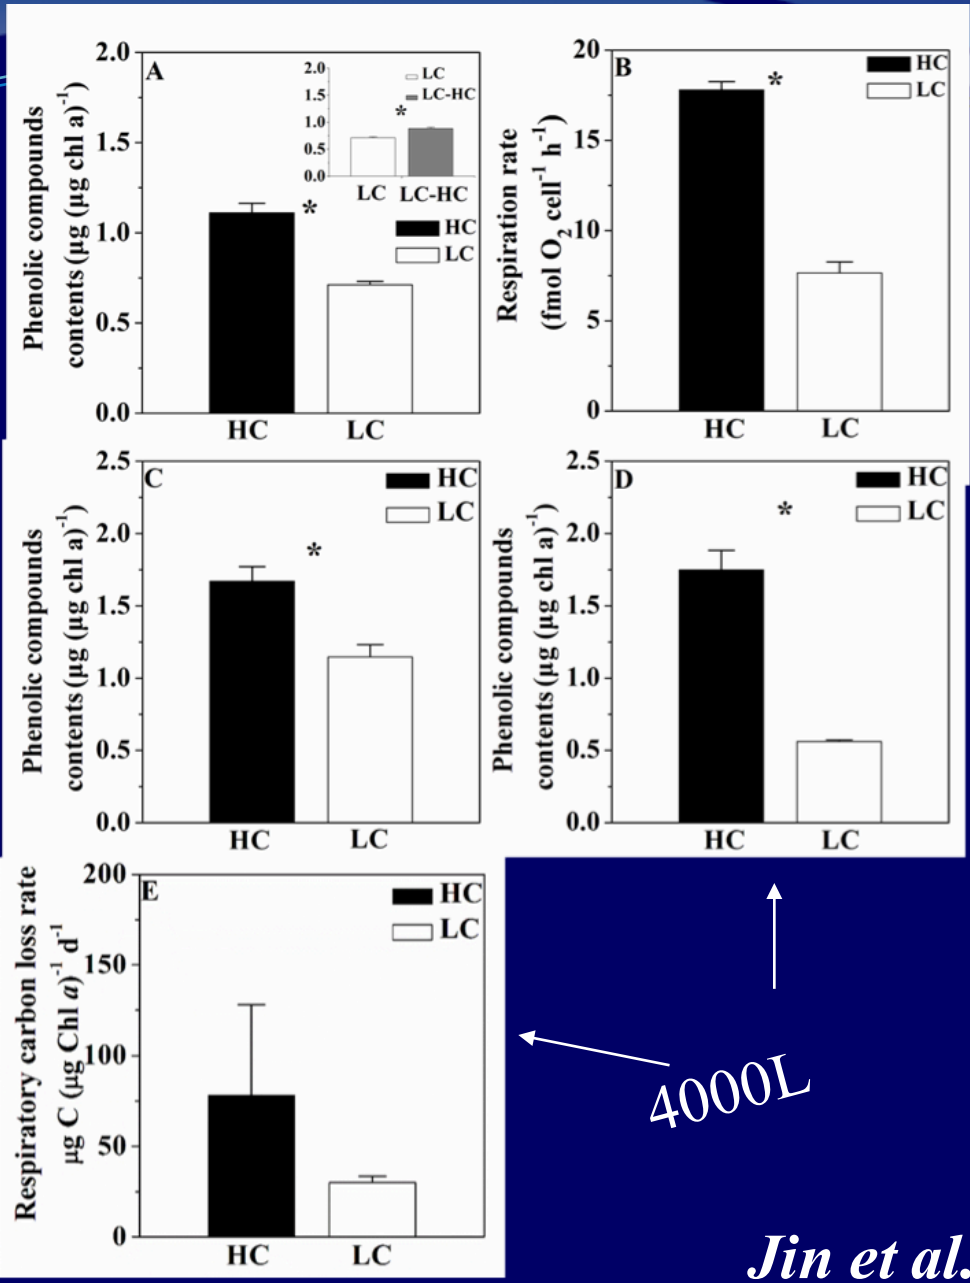 A
Phenolic compounds
contents (µg (µg chl a)⁻¹)
2.0
1.5
1.0
0.5
0.0
2.0
1.5
1.0
0.5
0.0
LC
LC-HC
*
LC LC-HC
*
HC
LC
HC LC
B
Respiration rate
(fmol O₂ cell⁻¹ h⁻¹)
20
15
10
5
0
*
HC
LC
HC LC
C
Phenolic compounds
contents (µg (µg chl a)⁻¹)
2.5
2.0
1.5
1.0
0.5
0.0
*
HC
LC
HC LC
D
Phenolic compounds
contents (µg (µg chl a)⁻¹)
2.5
2.0
1.5
1.0
0.5
0.0
*
HC
LC
HC LC
E
Respiratory carbon loss rate
µg C (µg Chl a)⁻¹ d⁻¹
200
150
100
50
0
HC
LC
HC LC
4000L
Jin et al.